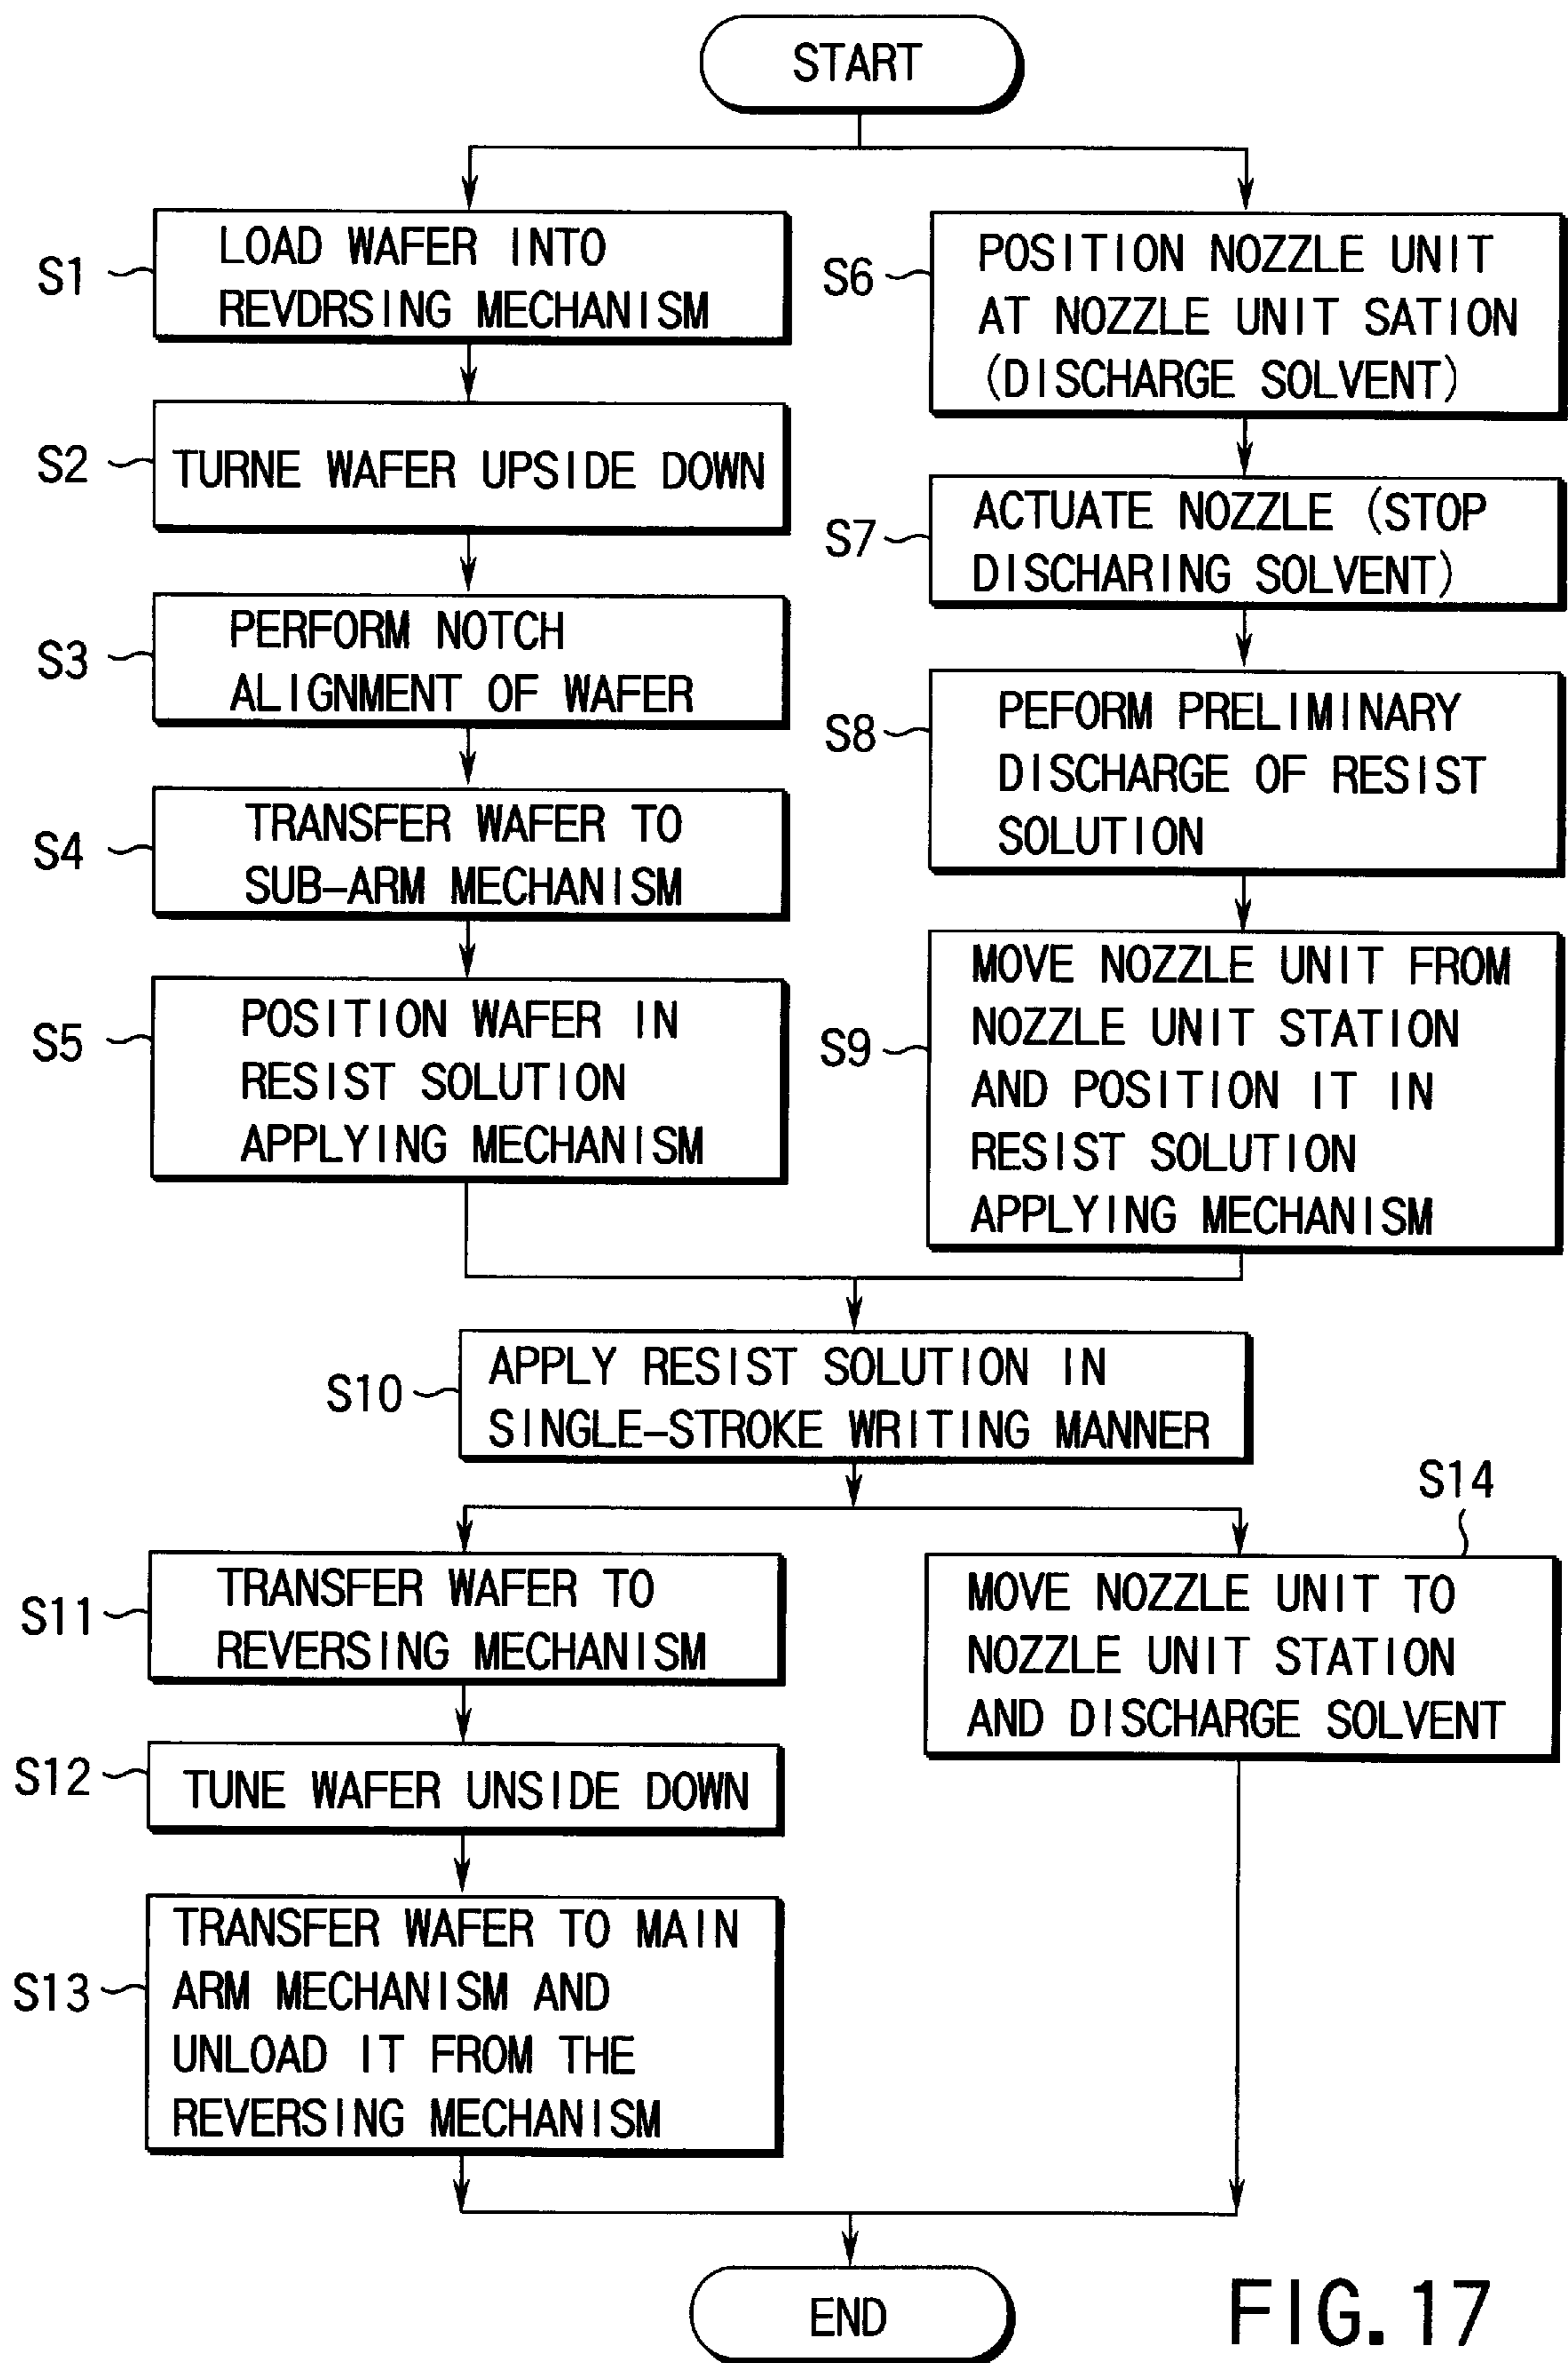 START
S1
LOAD WAFER INTO
REVDRSING MECHANISM
S2
TURNE WAFER UPSIDE DOWN
S3
PERFORM NOTCH
ALIGNMENT OF WAFER
S4
TRANSFER WAFER TO
SUB-ARM MECHANISM
S5
POSITION WAFER IN
RESIST SOLUTION
APPLYING MECHANISM
S6
POSITION NOZZLE UNIT
AT NOZZLE UNIT SATION
(DISCHARGE SOLVENT)
S7
ACTUATE NOZZLE (STOP
DISCHARING SOLVENT)
S8
PEFORM PRELIMINARY
DISCHARGE OF RESIST
SOLUTION
S9
MOVE NOZZLE UNIT FROM
NOZZLE UNIT STATION
AND POSITION IT IN
RESIST SOLUTION
APPLYING MECHANISM
S10
APPLY RESIST SOLUTION IN
SINGLE-STROKE WRITING MANNER
S11
TRANSFER WAFER TO
REVERSING MECHANISM
S12
TUNE WAFER UNSIDE DOWN
S13
TRANSFER WAFER TO MAIN
ARM MECHANISM AND
UNLOAD IT FROM THE
REVERSING MECHANISM
S14
MOVE NOZZLE UNIT TO
NOZZLE UNIT STATION
AND DISCHARGE SOLVENT
END
FIG.17